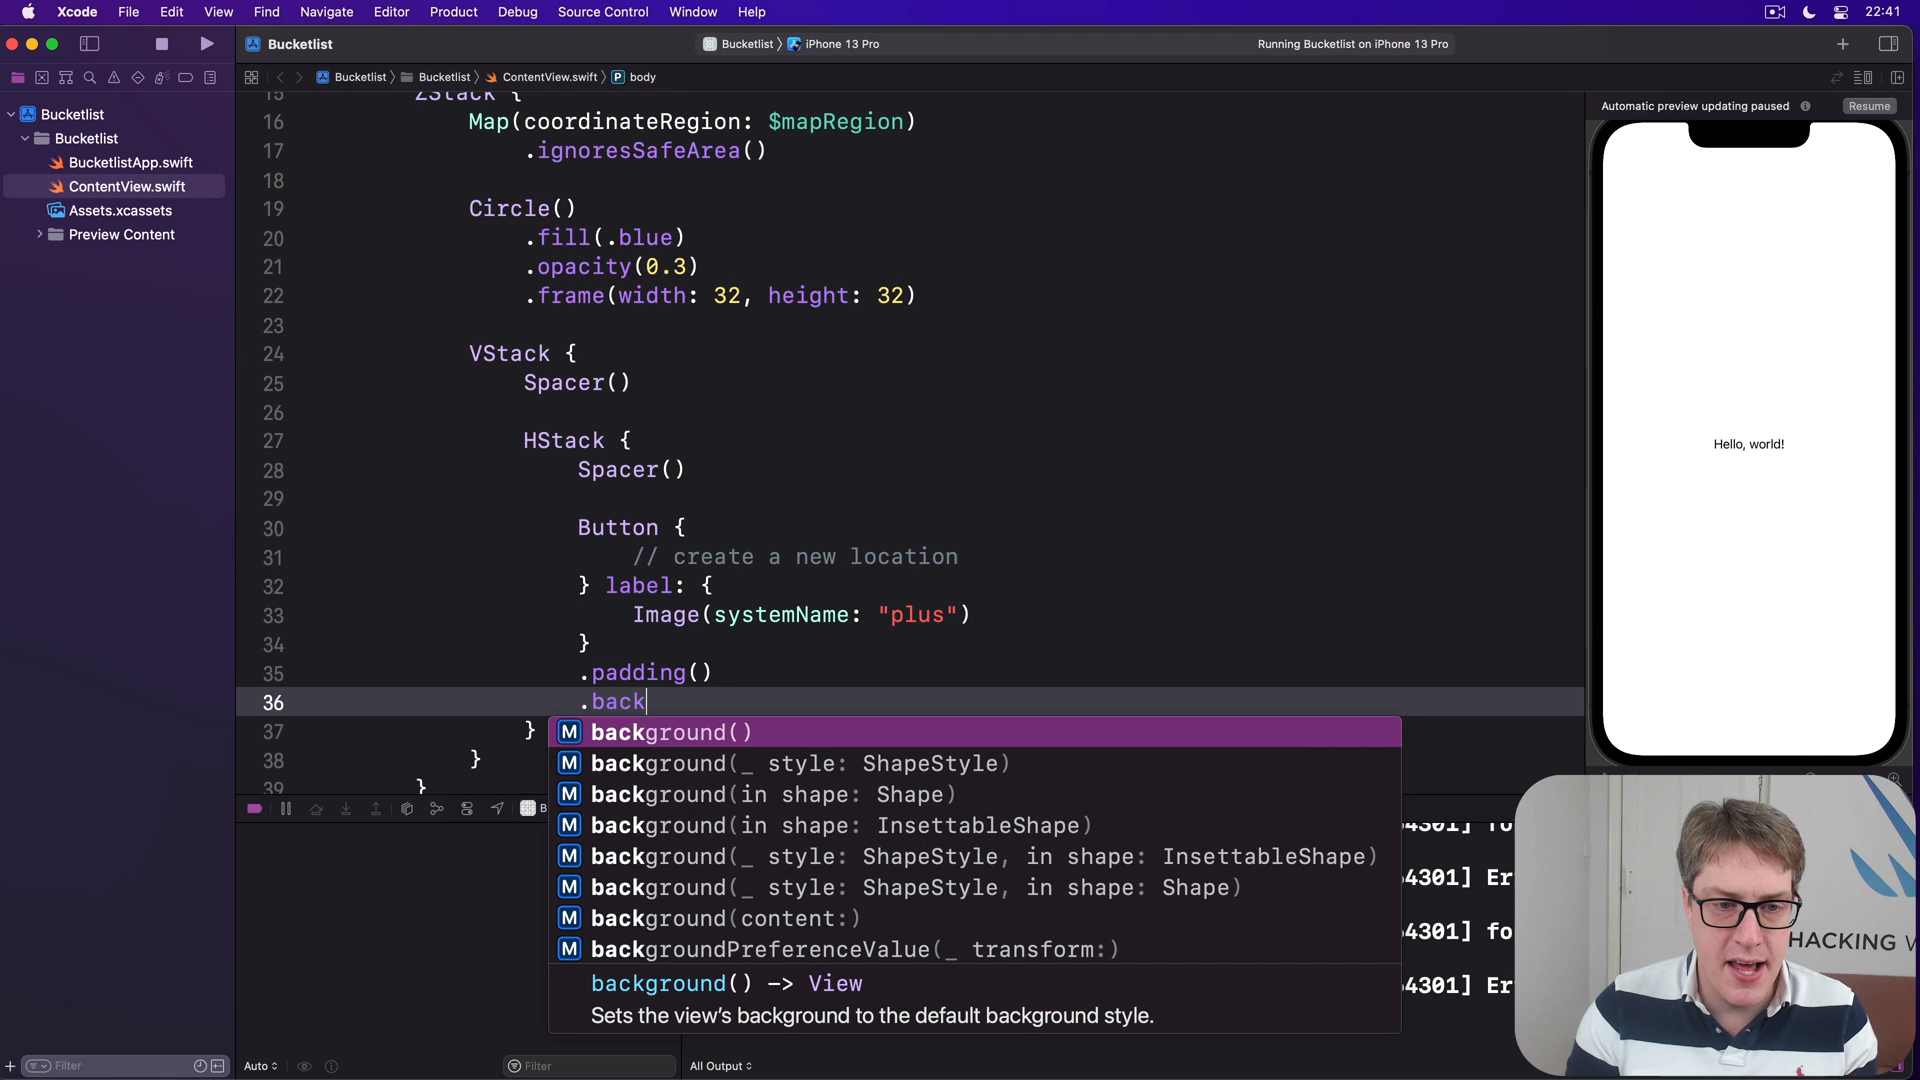 Xcode File Edit View Find Navigate Editor Product Debug Source Control Window Help 22:41
Bucketlist Bucketlist iPhone 13 Pro Running Bucketlist on iPhone 13 Pro
Bucketlist Bucketlist ContentView.swift P body
Automatic preview updating paused Resume
Bucketlist
Bucketlist
BucketlistApp.swift
ContentView.swift
Assets.xcassets
Preview Content
15 ZStack {
16 Map(coordinateRegion: $mapRegion)
17 .ignoresSafeArea()
18
19 Circle()
20 .fill(.blue)
21 .opacity(0.3)
22 .frame(width: 32, height: 32)
23
24 VStack {
25 Spacer()
26
27 HStack {
28 Spacer()
29
30 Button {
31 // create a new location
32 } label: {
33 Image(systemName: "plus")
34 }
35 .padding()
36 .back
37 }
38 }
39 }
Hello, world!
M background()
M background(_ style: ShapeStyle)
M background(in shape: Shape)
M background(in shape: InsettableShape)
M background(_ style: ShapeStyle, in shape: InsettableShape)
M background(_ style: ShapeStyle, in shape: Shape)
M background(content:)
M backgroundPreferenceValue(_ transform:)
background() -> View
Sets the view's background to the default background style.
B
4301] fo
4301] Er
4301] fo
4301] Er
HACKING W
Filter Auto Filter All Output